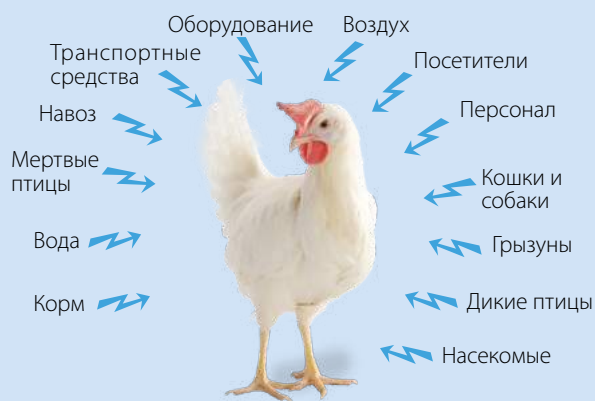 Оборудование
Воздух
Транспортные
средства
Посетители
Навоз
Персонал
Мертвые
птицы
Кошки и
собаки
Вода
Грызуны
Корм
Дикие птицы
Насекомые